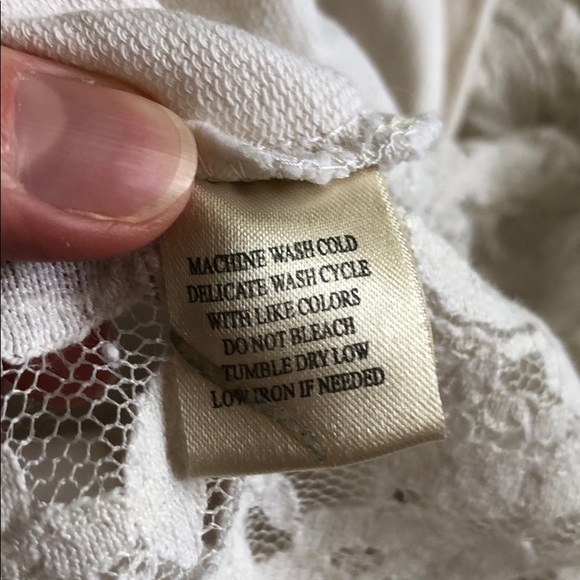 MACHINE WASH COLD
DELICATE WASH CYCLE
WITH LIKE COLORS
DO NOT BLEACH
TUMBLE DRY LOW
LOW IRON IF NEEDED